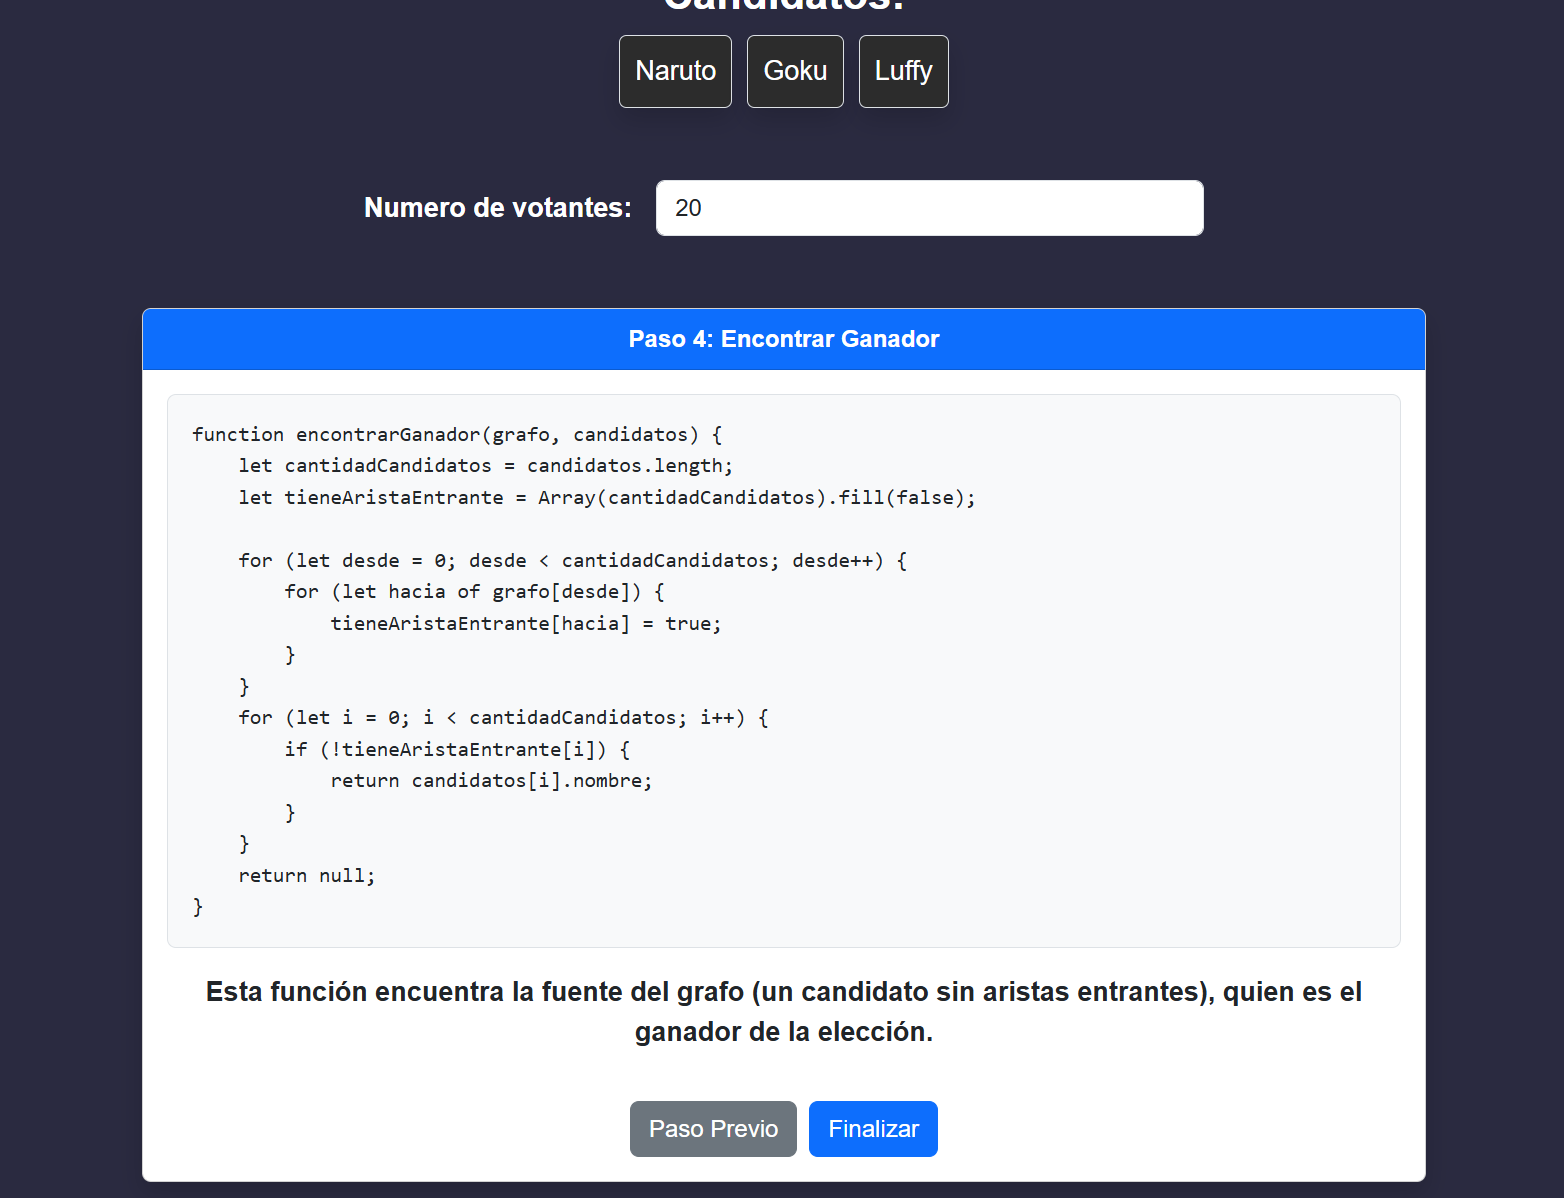 Candidatos:
Naruto Goku Luffy
Numero de votantes: 20
Paso 4: Encontrar Ganador
function encontrarGanador(grafo, candidatos) {
    let cantidadCandidatos = candidatos.length;
    let tieneAristaEntrante = Array(cantidadCandidatos).fill(false);

    for (let desde = 0; desde < cantidadCandidatos; desde++) {
        for (let hacia of grafo[desde]) {
            tieneAristaEntrante[hacia] = true;
        }
    }
    for (let i = 0; i < cantidadCandidatos; i++) {
        if (!tieneAristaEntrante[i]) {
            return candidatos[i].nombre;
        }
    }
    return null;
}
Esta función encuentra la fuente del grafo (un candidato sin aristas entrantes), quien es el
ganador de la elección.
Paso Previo Finalizar